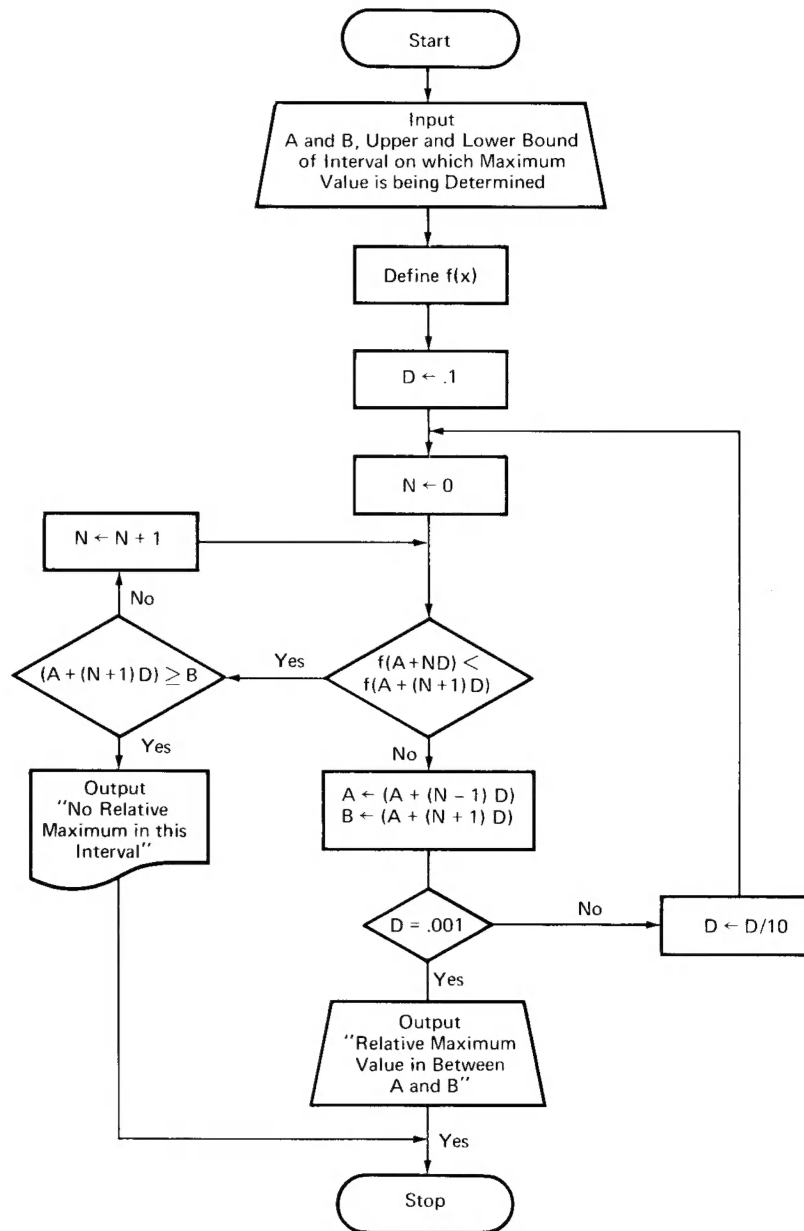 Start
Input
A and B, Upper and Lower Bound
of Interval on which Maximum
Value is being Determined
Define f(x)
D ← .1
N ← 0
N ← N + 1
No
(A + (N + 1) D) ≥ B
Yes
f(A+ND) <
f(A + (N + 1) D)
Yes
Output
"No Relative
Maximum in this
Interval"
No
A ← (A + (N − 1) D)
B ← (A + (N + 1) D)
D = .001
No
D ← D/10
Yes
Output
"Relative Maximum
Value in Between
A and B"
Yes
Stop